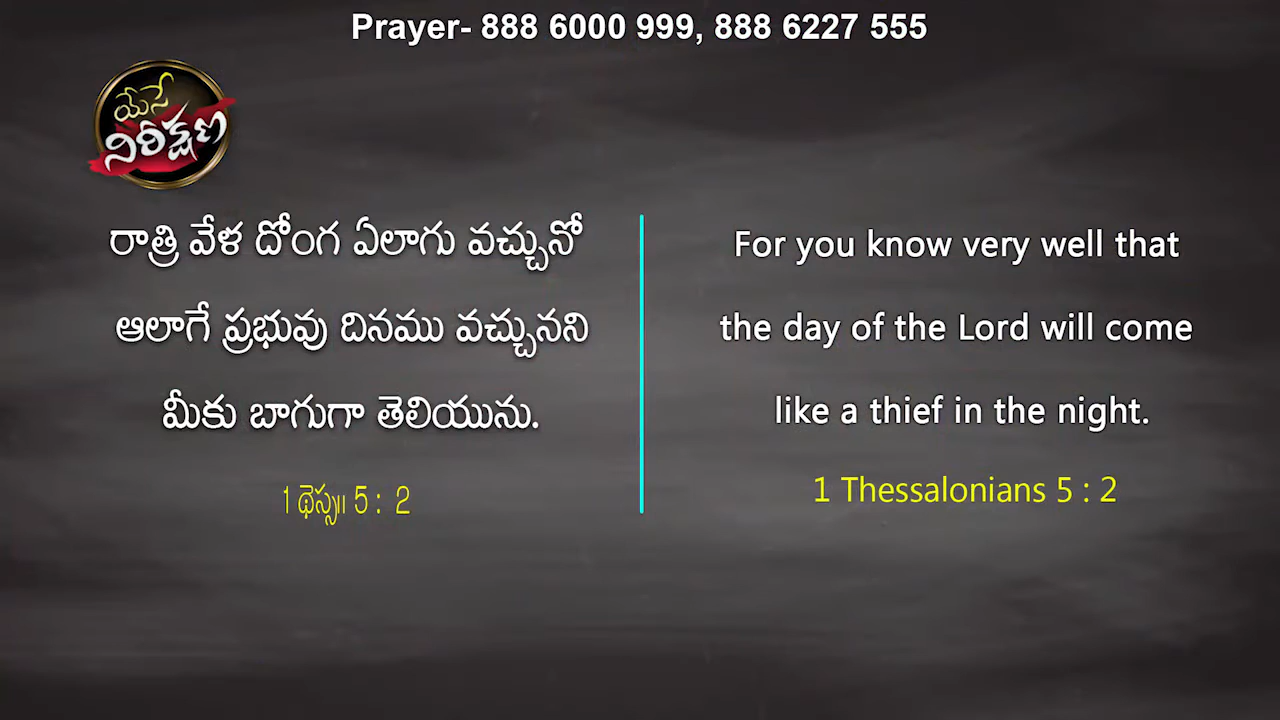 Prayer- 888 6000 999, 888 6227 555
యేసే
నిరీక్షణ
రాత్రి వేళ దోంగ ఏలాగు వచ్చునో
ఆలాగే ప్రభువు దినము వచ్చునని
మీకు బాగుగా తెలియును.
1 థెస్స॥ 5 : 2
For you know very well that
the day of the Lord will come
like a thief in the night.
1 Thessalonians 5 : 2